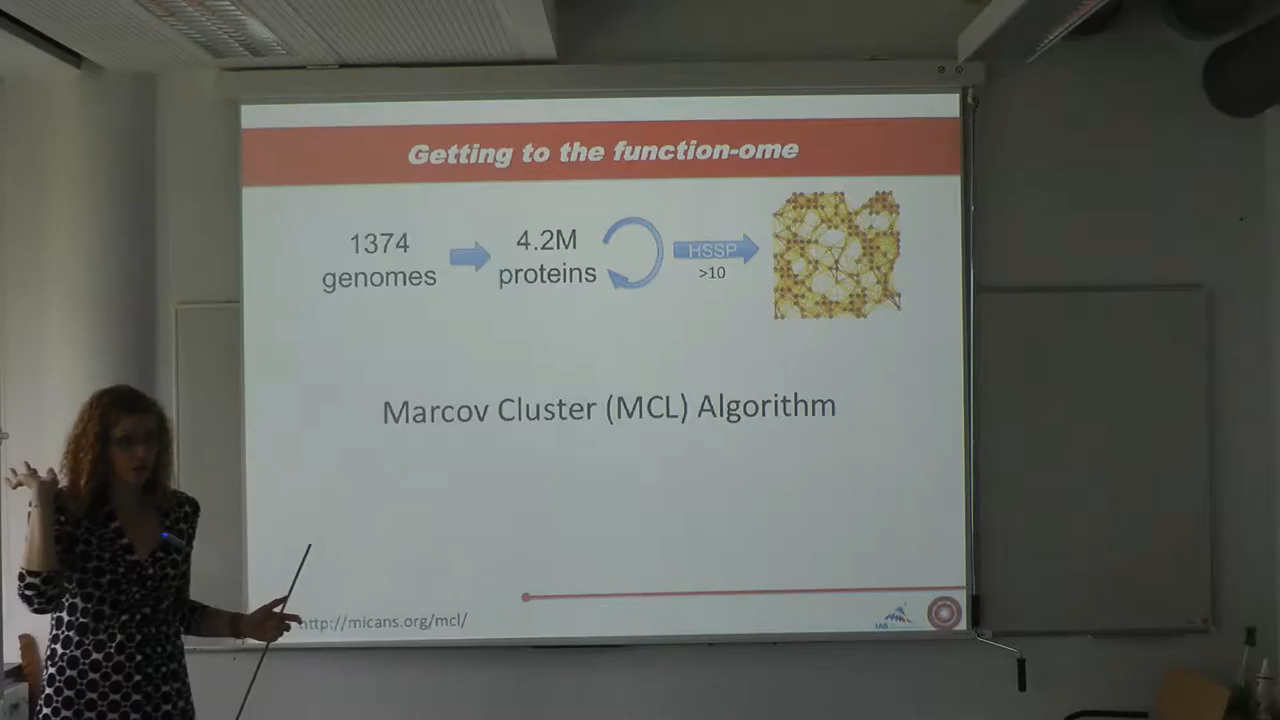 Getting to the function-ome
1374
genomes
4.2M
proteins
HSSP
>10
Marcov Cluster (MCL) Algorithm
http://micans.org/mcl/
IAS